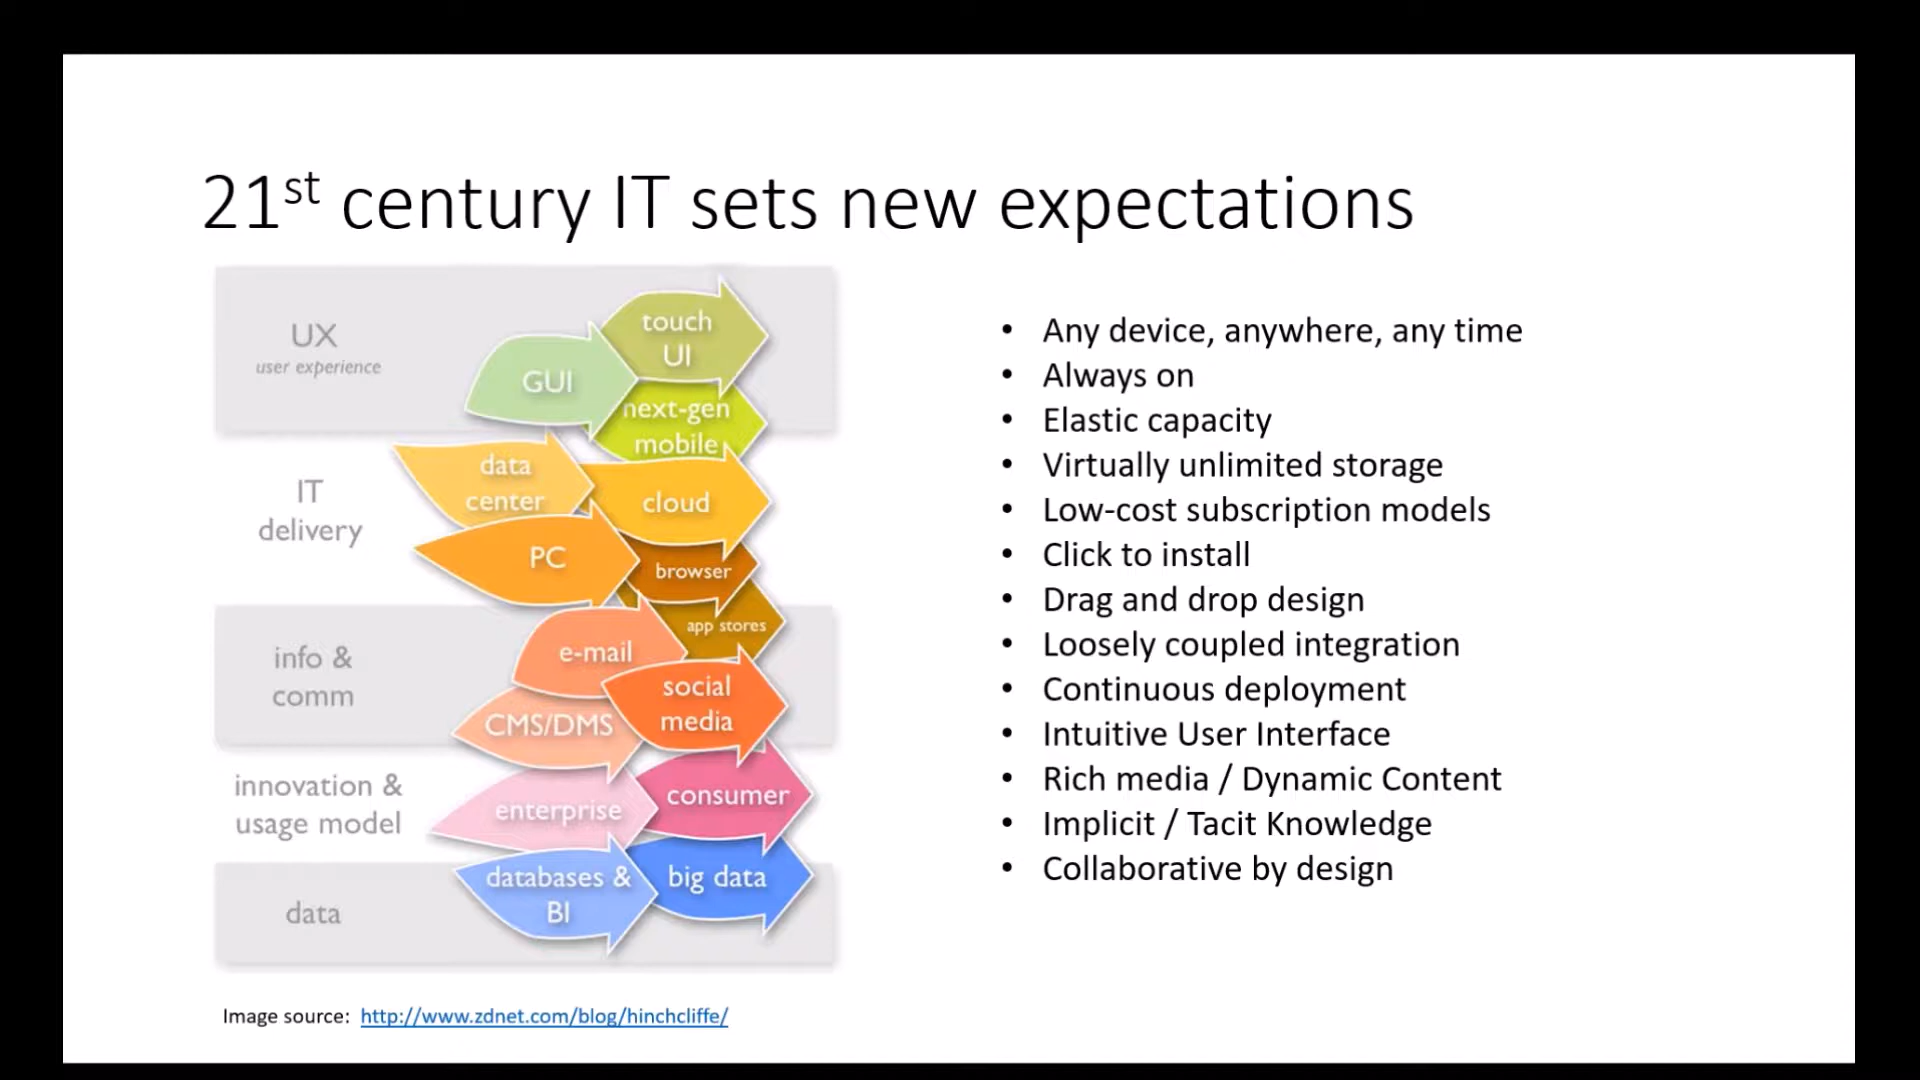 21st century IT sets new expectations
UX
user experience
touch
UI
GUI
next-gen
mobile
IT
delivery
data
center
cloud
PC
browser
app stores
info &
comm
e-mail
social
media
CMS/DMS
innovation &
usage model
enterprise
consumer
data
databases &
BI
big data
Image source: http://www.zdnet.com/blog/hinchcliffe/
• Any device, anywhere, any time
• Always on
• Elastic capacity
• Virtually unlimited storage
• Low-cost subscription models
• Click to install
• Drag and drop design
• Loosely coupled integration
• Continuous deployment
• Intuitive User Interface
• Rich media / Dynamic Content
• Implicit / Tacit Knowledge
• Collaborative by design